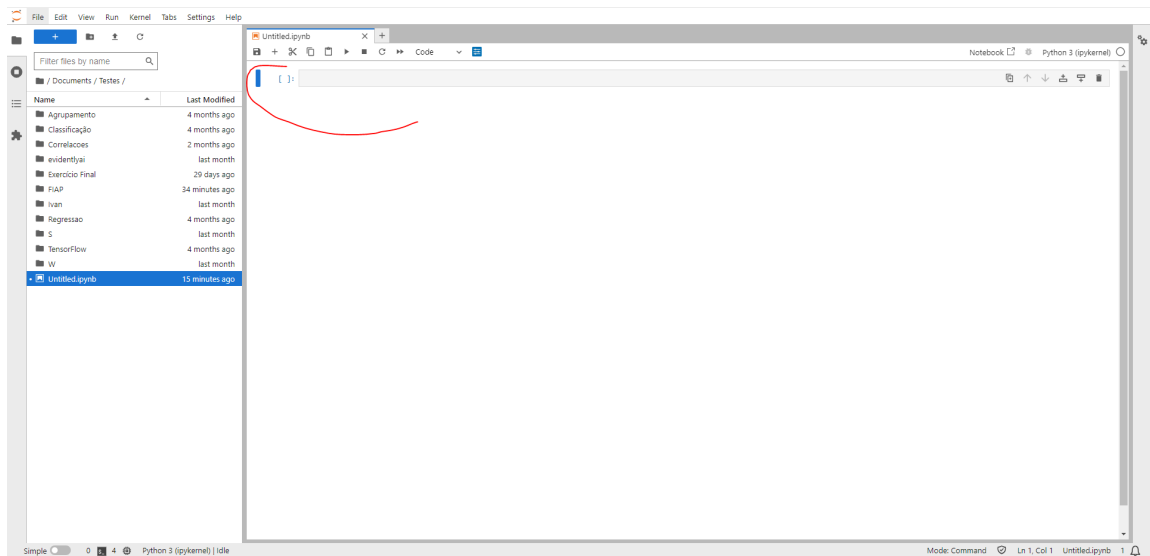 File Edit View Run Kernel Tabs Settings Help
+
Untitled.ipynb × +
Filter files by name
Code
Notebook
Python 3 (ipykernel)
/ Documents / Testes /
[ ]:
Name Last Modified
Agrupamento 4 months ago
Classificação 4 months ago
Correlacoes 2 months ago
evidentlyai last month
Exercício Final 29 days ago
FIAP 34 minutes ago
Ivan last month
Regressao 4 months ago
S last month
TensorFlow 4 months ago
W last month
Untitled.ipynb 15 minutes ago
Simple 0 $_ 4 Python 3 (ipykernel) | Idle Mode: Command Ln 1, Col 1 Untitled.ipynb 1